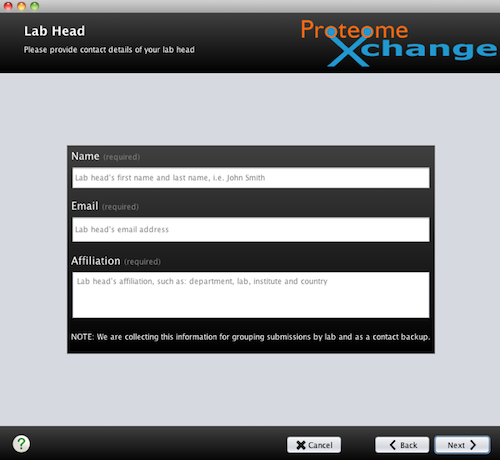 Lab Head
Please provide contact details of your lab head
Proteome
Xchange
Name (required)
Lab head's first name and last name, i.e. John Smith
Email (required)
Lab head's email address
Affiliation (required)
Lab head's affiliation, such as: department, lab, institute and country
NOTE: We are collecting this information for grouping submissions by lab and as a contact backup.
? Cancel Back Next